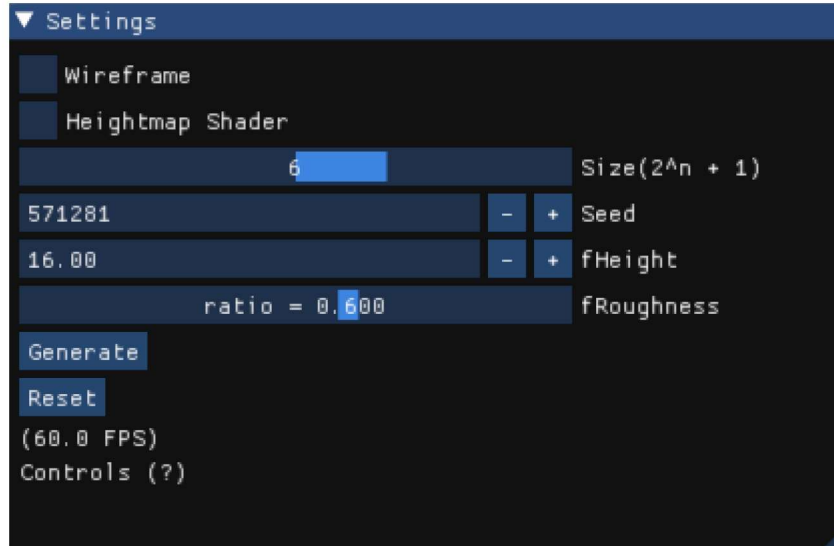 ▼ Settings
Wireframe
Heightmap Shader
6 Size(2^n + 1)
571281 - + Seed
16.00 - + fHeight
ratio = 0.600 fRoughness
Generate
Reset
(60.0 FPS)
Controls (?)